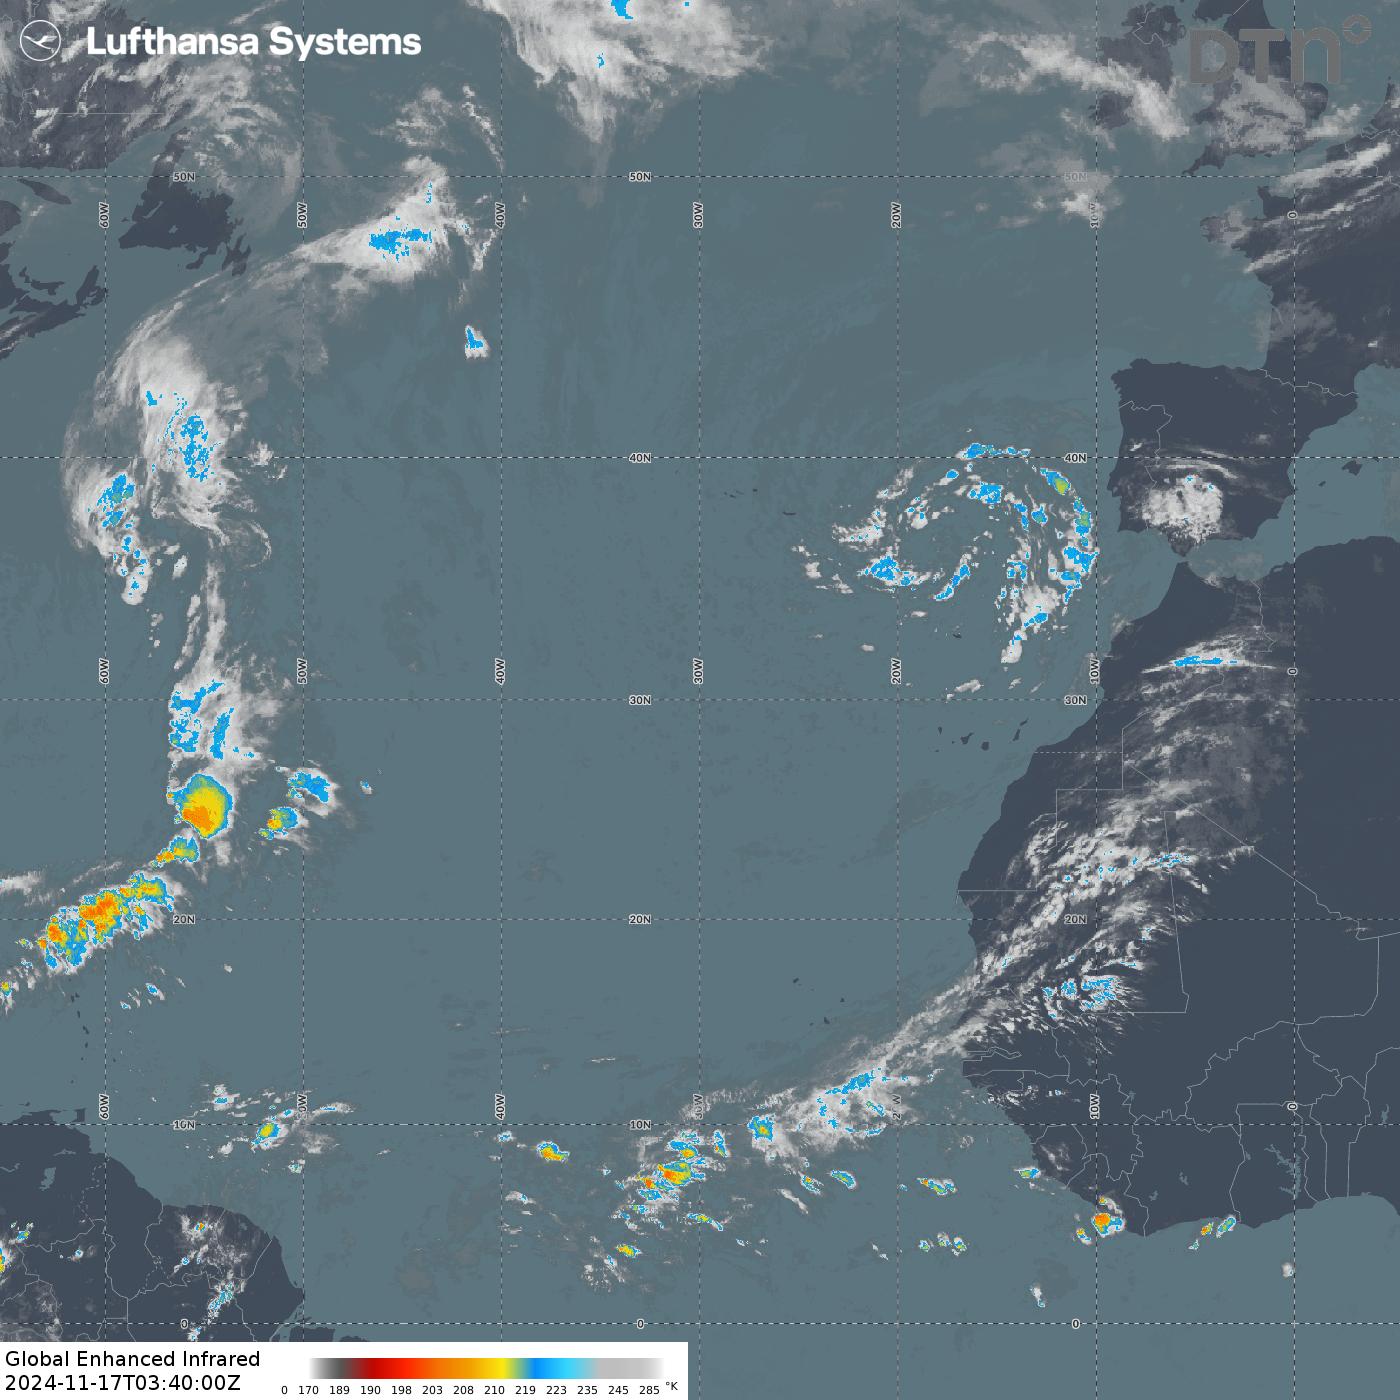 Lufthansa Systems
DTN
50N 50N 50N
60W 50W 40W 30W 20W 10W 0
40N 40N
60W 50W 40W 30W 20W 10W 0
30N 30N
20N 20N 20N
60W 50W 40W 30W 20W 10W 0
10N 10N 10N
0 0 0
Global Enhanced Infrared
2024-11-17T03:40:00Z
0 170 189 190 198 203 208 210 219 223 235 245 285 °K